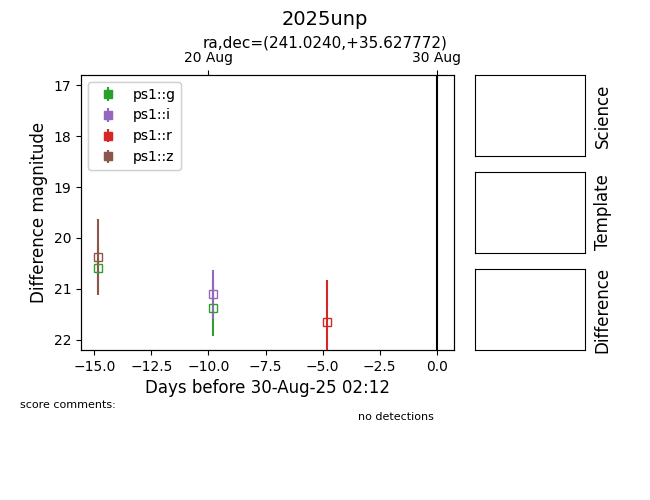 2025unp
ra,dec=(241.0240,+35.627772)
20 Aug
30 Aug
17
18
19
20
21
22
Difference magnitude
ps1::g
ps1::i
ps1::r
ps1::z
−15.0
−12.5
−10.0
−7.5
−5.0
−2.5
0.0
Days before 30-Aug-25 02:12
Science
Template
Difference
score comments:
no detections